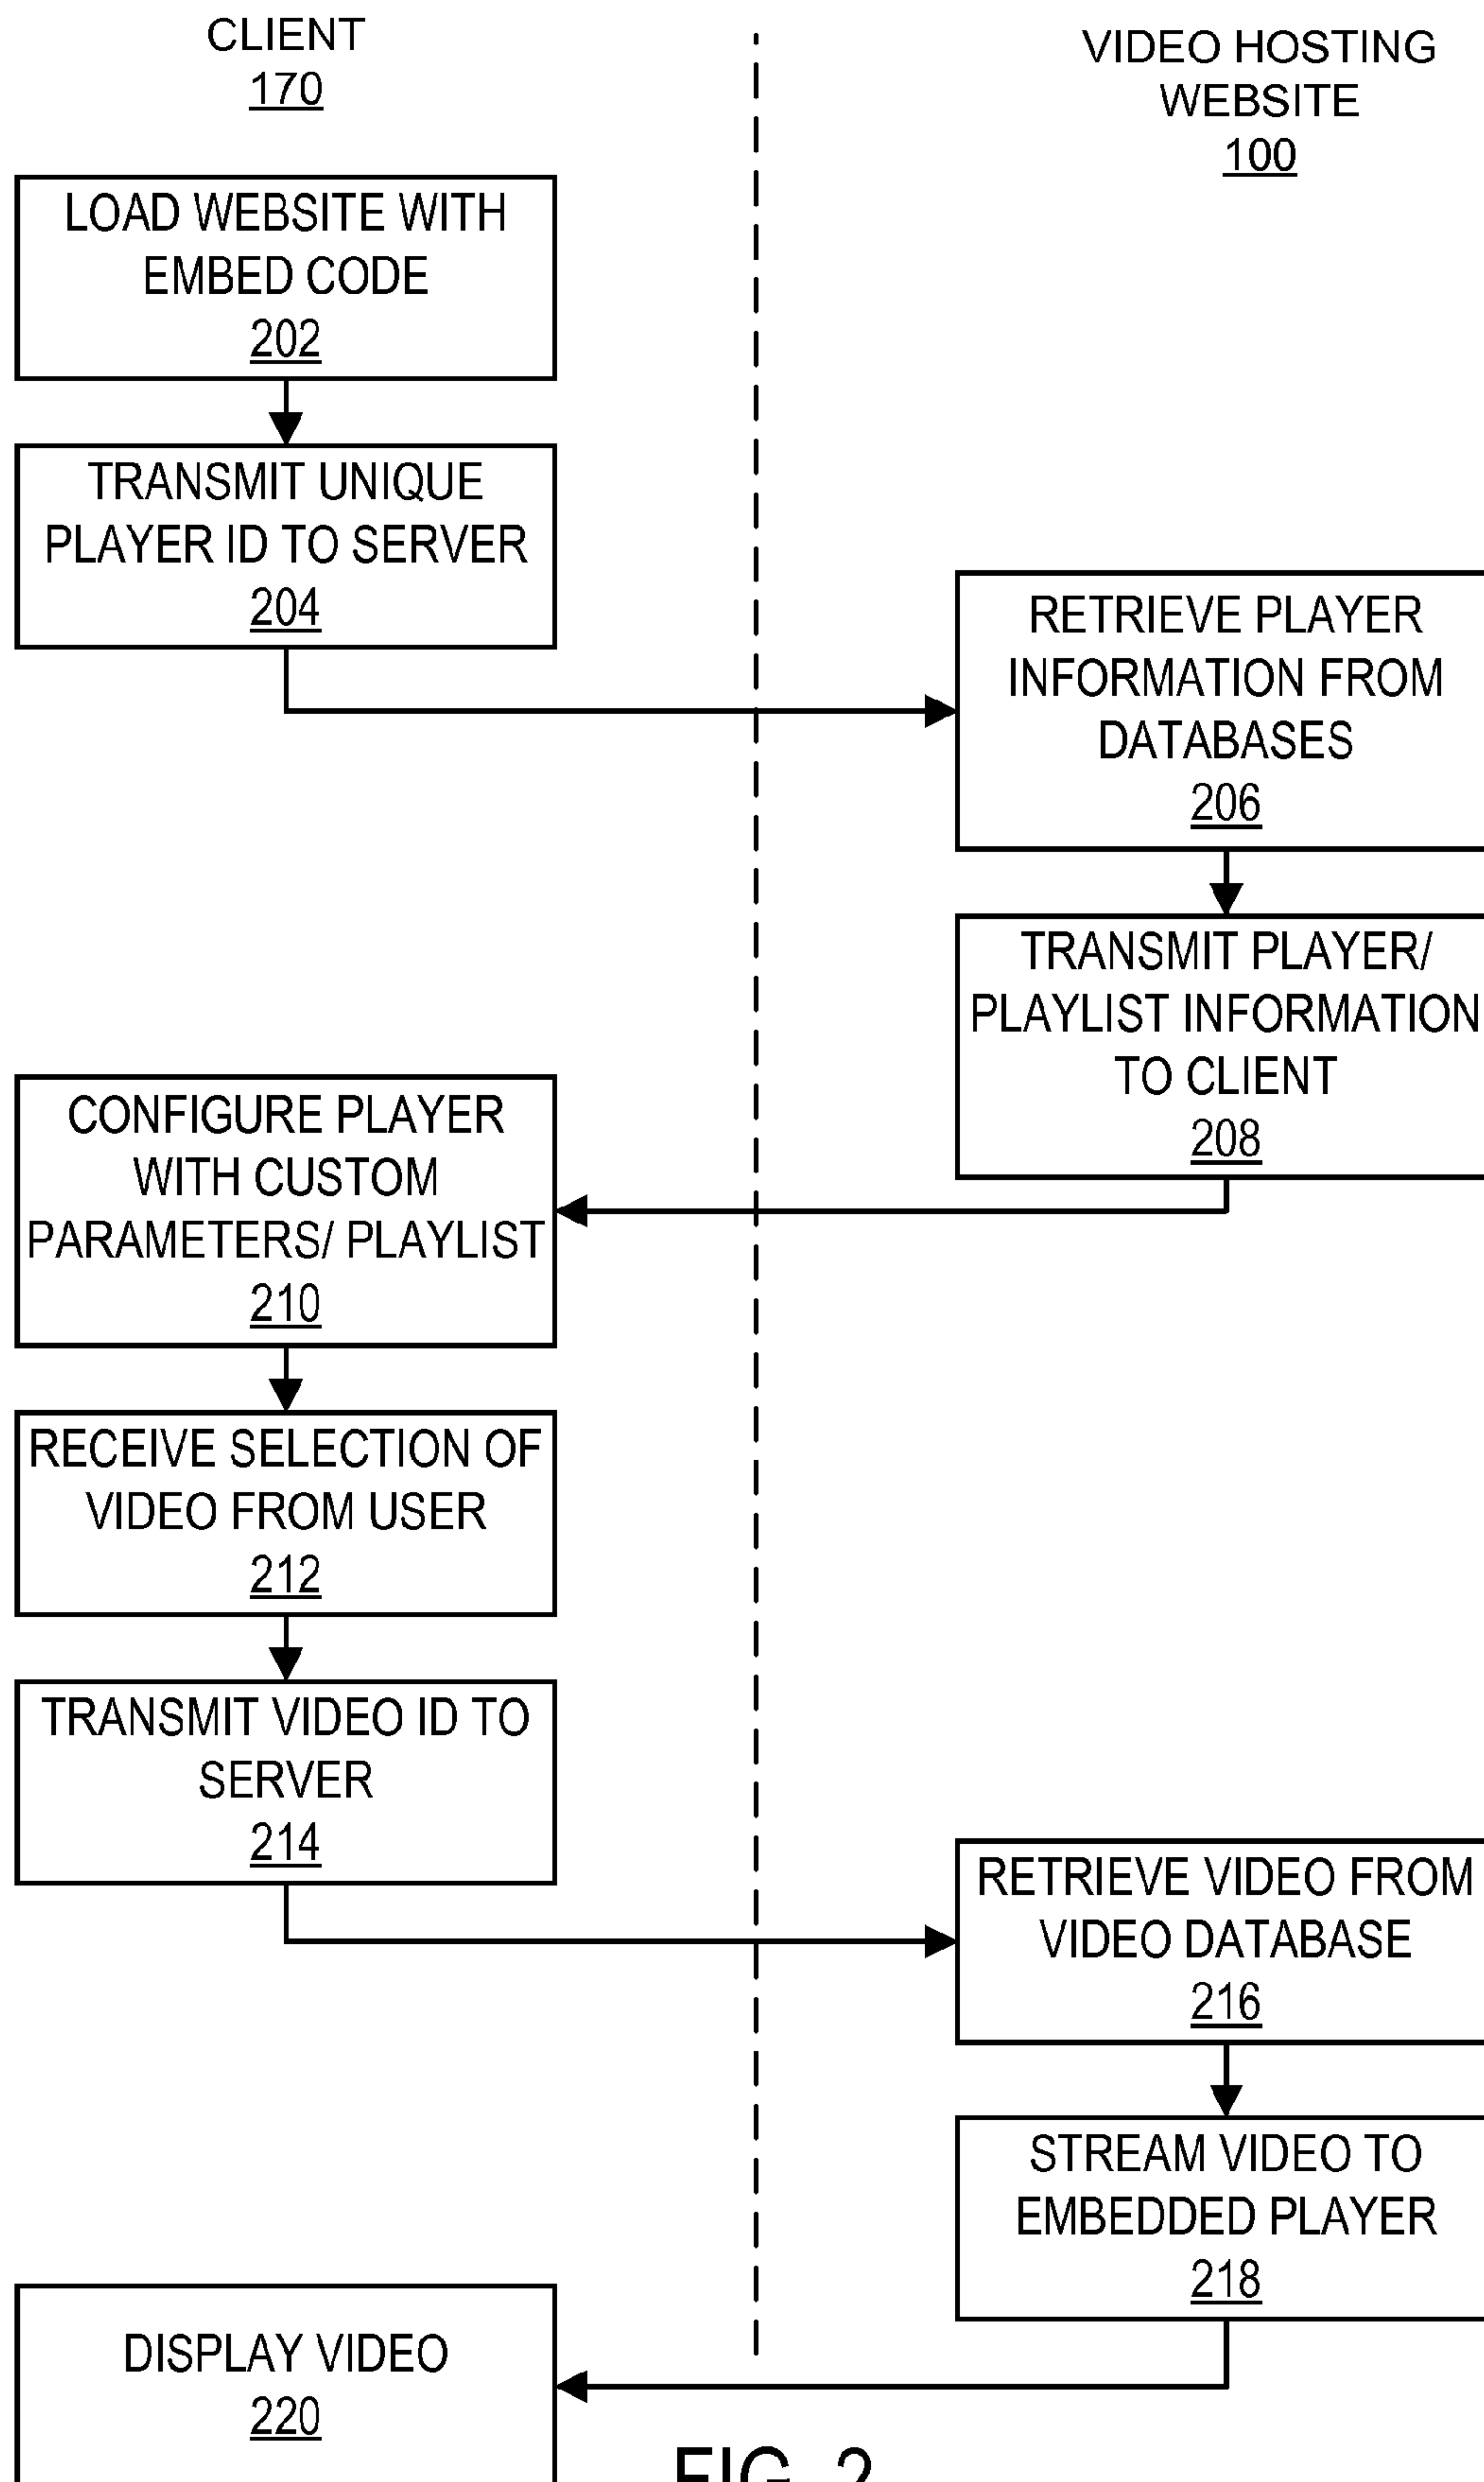 CLIENT
170
VIDEO HOSTING
WEBSITE
100
LOAD WEBSITE WITH
EMBED CODE
202
TRANSMIT UNIQUE
PLAYER ID TO SERVER
204
RETRIEVE PLAYER
INFORMATION FROM
DATABASES
206
TRANSMIT PLAYER/
PLAYLIST INFORMATION
TO CLIENT
208
CONFIGURE PLAYER
WITH CUSTOM
PARAMETERS/ PLAYLIST
210
RECEIVE SELECTION OF
VIDEO FROM USER
212
TRANSMIT VIDEO ID TO
SERVER
214
RETRIEVE VIDEO FROM
VIDEO DATABASE
216
STREAM VIDEO TO
EMBEDDED PLAYER
218
DISPLAY VIDEO
220
FIG. 2